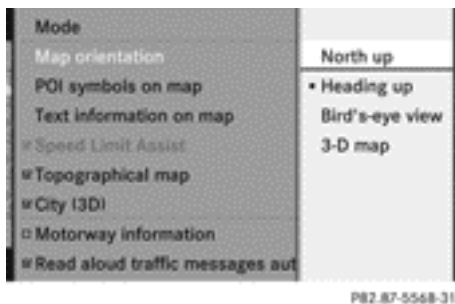 Mode
Map orientation
POI symbols on map
Text information on map
Speed Limit Assist
Topographical map
City (3D)
Motorway information
Read aloud traffic messages aut
North up
• Heading up
Bird's-eye view
3-D map
P82.87-5568-31